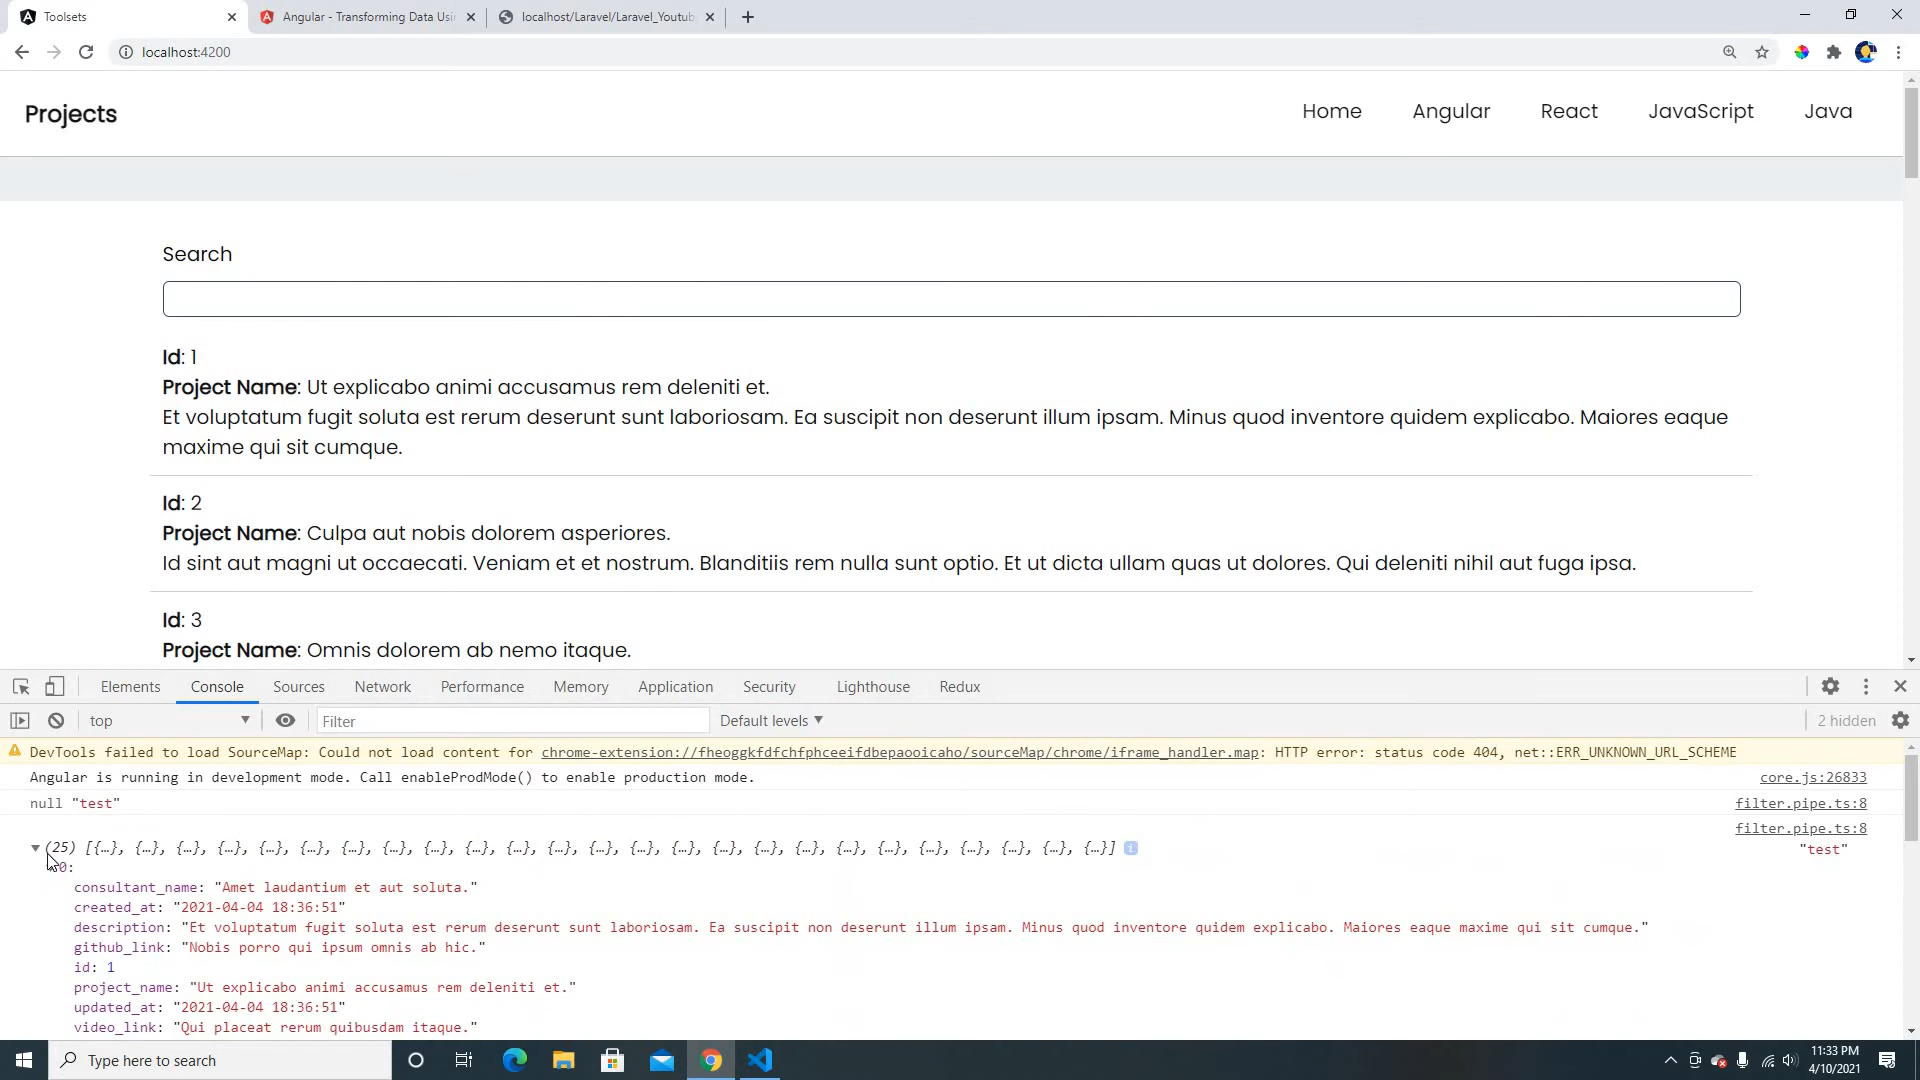 Toolsets
Angular - Transforming Data Usi
localhost/Laravel/Laravel_Youtub
localhost:4200
Projects
Home Angular React JavaScript Java
Search
Id: 1
Project Name: Ut explicabo animi accusamus rem deleniti et.
Et voluptatum fugit soluta est rerum deserunt sunt laboriosam. Ea suscipit non deserunt illum ipsam. Minus quod inventore quidem explicabo. Maiores eaque
maxime qui sit cumque.
Id: 2
Project Name: Culpa aut nobis dolorem asperiores.
Id sint aut magni ut occaecati. Veniam et et nostrum. Blanditiis rem nulla sunt optio. Et ut dicta ullam quas ut dolores. Qui deleniti nihil aut fuga ipsa.
Id: 3
Project Name: Omnis dolorem ab nemo itaque.
Elements Console Sources Network Performance Memory Application Security Lighthouse Redux
top Filter Default levels 2 hidden
DevTools failed to load SourceMap: Could not load content for chrome-extension://fheoggkfdfchfphceeifdbepaooicaho/sourceMap/chrome/iframe_handler.map: HTTP error: status code 404, net::ERR_UNKNOWN_URL_SCHEME
Angular is running in development mode. Call enableProdMode() to enable production mode. core.js:26833
null "test" filter.pipe.ts:8
filter.pipe.ts:8
(25) [{…}, {…}, {…}, {…}, {…}, {…}, {…}, {…}, {…}, {…}, {…}, {…}, {…}, {…}, {…}, {…}, {…}, {…}, {…}, {…}, {…}, {…}, {…}, {…}, {…}] i "test"
0:
consultant_name: "Amet laudantium et aut soluta."
created_at: "2021-04-04 18:36:51"
description: "Et voluptatum fugit soluta est rerum deserunt sunt laboriosam. Ea suscipit non deserunt illum ipsam. Minus quod inventore quidem explicabo. Maiores eaque maxime qui sit cumque."
github_link: "Nobis porro qui ipsum omnis ab hic."
id: 1
project_name: "Ut explicabo animi accusamus rem deleniti et."
updated_at: "2021-04-04 18:36:51"
video_link: "Qui placeat rerum quibusdam itaque."
Type here to search
11:33 PM
4/10/2021